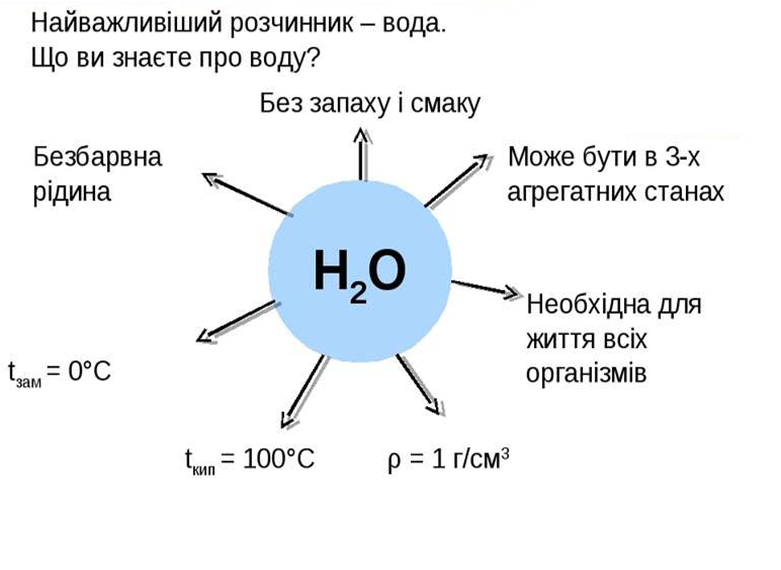 Найважливіший розчинник – вода.
Що ви знаєте про воду?
Без запаху і смаку
Безбарвна
рідина
Може бути в 3-х
агрегатних станах
H₂O
Необхідна для
життя всіх
організмів
tзам = 0°C
tкип = 100°C
ρ = 1 г/см³